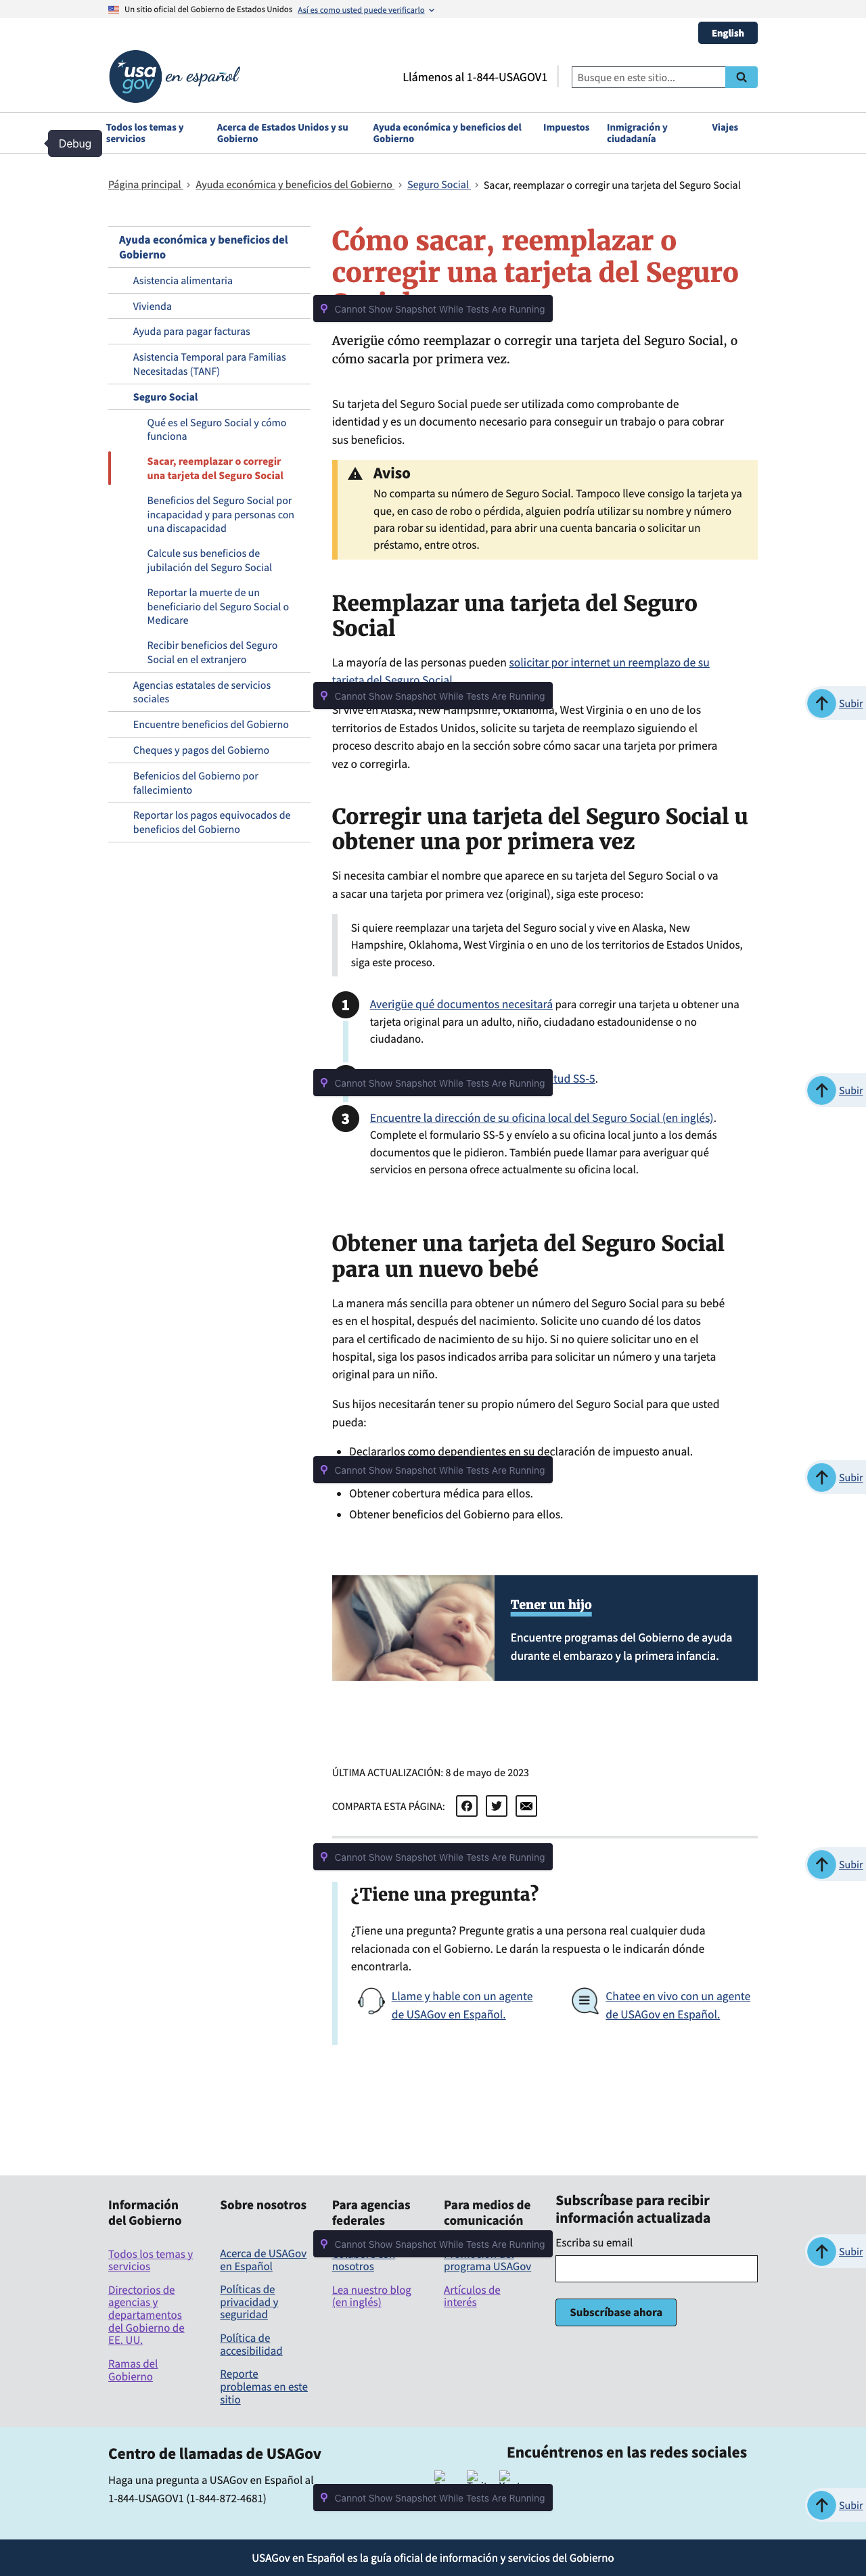 Un sitio oficial del Gobierno de Estados Unidos Así es como usted puede verificarlo
English
usa
gov
en español
Llámenos al 1-844-USAGOV1
Busque en este sitio...
Todos los temas y
servicios
Acerca de Estados Unidos y su
Gobierno
Ayuda económica y beneficios del
Gobierno
Impuestos
Inmigración y
ciudadanía
Viajes
Debug
Página principal
Ayuda económica y beneficios del Gobierno
Seguro Social
Sacar, reemplazar o corregir una tarjeta del Seguro Social
Ayuda económica y beneficios del
Gobierno
Asistencia alimentaria
Vivienda
Ayuda para pagar facturas
Asistencia Temporal para Familias
Necesitadas (TANF)
Seguro Social
Qué es el Seguro Social y cómo
funciona
Sacar, reemplazar o corregir
una tarjeta del Seguro Social
Beneficios del Seguro Social por
incapacidad y para personas con
una discapacidad
Calcule sus beneficios de
jubilación del Seguro Social
Reportar la muerte de un
beneficiario del Seguro Social o
Medicare
Recibir beneficios del Seguro
Social en el extranjero
Agencias estatales de servicios
sociales
Encuentre beneficios del Gobierno
Cheques y pagos del Gobierno
Befenicios del Gobierno por
fallecimiento
Reportar los pagos equivocados de
beneficios del Gobierno
Cómo sacar, reemplazar o
corregir una tarjeta del Seguro
Cannot Show Snapshot While Tests Are Running
Averigüe cómo reemplazar o corregir una tarjeta del Seguro Social, o
cómo sacarla por primera vez.
Su tarjeta del Seguro Social puede ser utilizada como comprobante de
identidad y es un documento necesario para conseguir un trabajo o para cobrar
sus beneficios.
Aviso
No comparta su número de Seguro Social. Tampoco lleve consigo la tarjeta ya
que, en caso de robo o pérdida, alguien podría utilizar su nombre y número
para robar su identidad, para abrir una cuenta bancaria o solicitar un
préstamo, entre otros.
Reemplazar una tarjeta del Seguro
Social
La mayoría de las personas pueden solicitar por internet un reemplazo de su
tarjeta del Seguro Social
Cannot Show Snapshot While Tests Are Running
Subir
Si vive en Alaska, New Hampshire, Oklahoma, West Virginia o en uno de los
territorios de Estados Unidos, solicite su tarjeta de reemplazo siguiendo el
proceso descrito abajo en la sección sobre cómo sacar una tarjeta por primera
vez o corregirla.
Corregir una tarjeta del Seguro Social u
obtener una por primera vez
Si necesita cambiar el nombre que aparece en su tarjeta del Seguro Social o va
a sacar una tarjeta por primera vez (original), siga este proceso:
Si quiere reemplazar una tarjeta del Seguro social y vive en Alaska, New
Hampshire, Oklahoma, West Virginia o en uno de los territorios de Estados Unidos,
siga este proceso.
1
Averigüe qué documentos necesitará para corregir una tarjeta u obtener una
tarjeta original para un adulto, niño, ciudadano estadounidense o no
ciudadano.
Cannot Show Snapshot While Tests Are Running
tud SS-5.
Subir
3
Encuentre la dirección de su oficina local del Seguro Social (en inglés).
Complete el formulario SS-5 y envíelo a su oficina local junto a los demás
documentos que le pidieron. También puede llamar para averiguar qué
servicios en persona ofrece actualmente su oficina local.
Obtener una tarjeta del Seguro Social
para un nuevo bebé
La manera más sencilla para obtener un número del Seguro Social para su bebé
es en el hospital, después del nacimiento. Solicite uno cuando dé los datos
para el certificado de nacimiento de su hijo. Si no quiere solicitar uno en el
hospital, siga los pasos indicados arriba para solicitar un número y una tarjeta
original para un niño.
Sus hijos necesitarán tener su propio número del Seguro Social para que usted
pueda:
Declararlos como dependientes en su declaración de impuesto anual.
Cannot Show Snapshot While Tests Are Running
Subir
Obtener cobertura médica para ellos.
Obtener beneficios del Gobierno para ellos.
Tener un hijo
Encuentre programas del Gobierno de ayuda
durante el embarazo y la primera infancia.
ÚLTIMA ACTUALIZACIÓN: 8 de mayo de 2023
COMPARTA ESTA PÁGINA:
Cannot Show Snapshot While Tests Are Running
Subir
¿Tiene una pregunta?
¿Tiene una pregunta? Pregunte gratis a una persona real cualquier duda
relacionada con el Gobierno. Le darán la respuesta o le indicarán dónde
encontrarla.
Llame y hable con un agente
de USAGov en Español.
Chatee en vivo con un agente
de USAGov en Español.
Información
del Gobierno
Todos los temas y
servicios
Directorios de
agencias y
departamentos
del Gobierno de
EE. UU.
Ramas del
Gobierno
Sobre nosotros
Acerca de USAGov
en Español
Políticas de
privacidad y
seguridad
Política de
accesibilidad
Reporte
problemas en este
sitio
Para agencias
federales
Cannot Show Snapshot While Tests Are Running
nosotros
Lea nuestro blog
(en inglés)
Para medios de
comunicación
programa USAGov
Artículos de
interés
Subscríbase para recibir
información actualizada
Escriba su email
Subscríbase ahora
Subir
Centro de llamadas de USAGov
Haga una pregunta a USAGov en Español al
1-844-USAGOV1 (1-844-872-4681)
Encuéntrenos en las redes sociales
Cannot Show Snapshot While Tests Are Running
Subir
USAGov en Español es la guía oficial de información y servicios del Gobierno